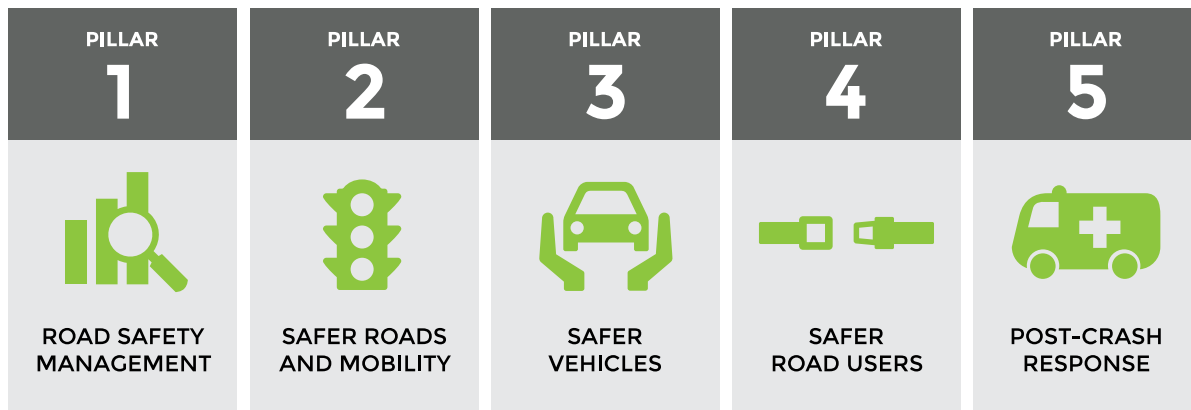 PILLAR
1
ROAD SAFETY
MANAGEMENT
PILLAR
2
SAFER ROADS
AND MOBILITY
PILLAR
3
SAFER
VEHICLES
PILLAR
4
SAFER
ROAD USERS
PILLAR
5
POST-CRASH
RESPONSE